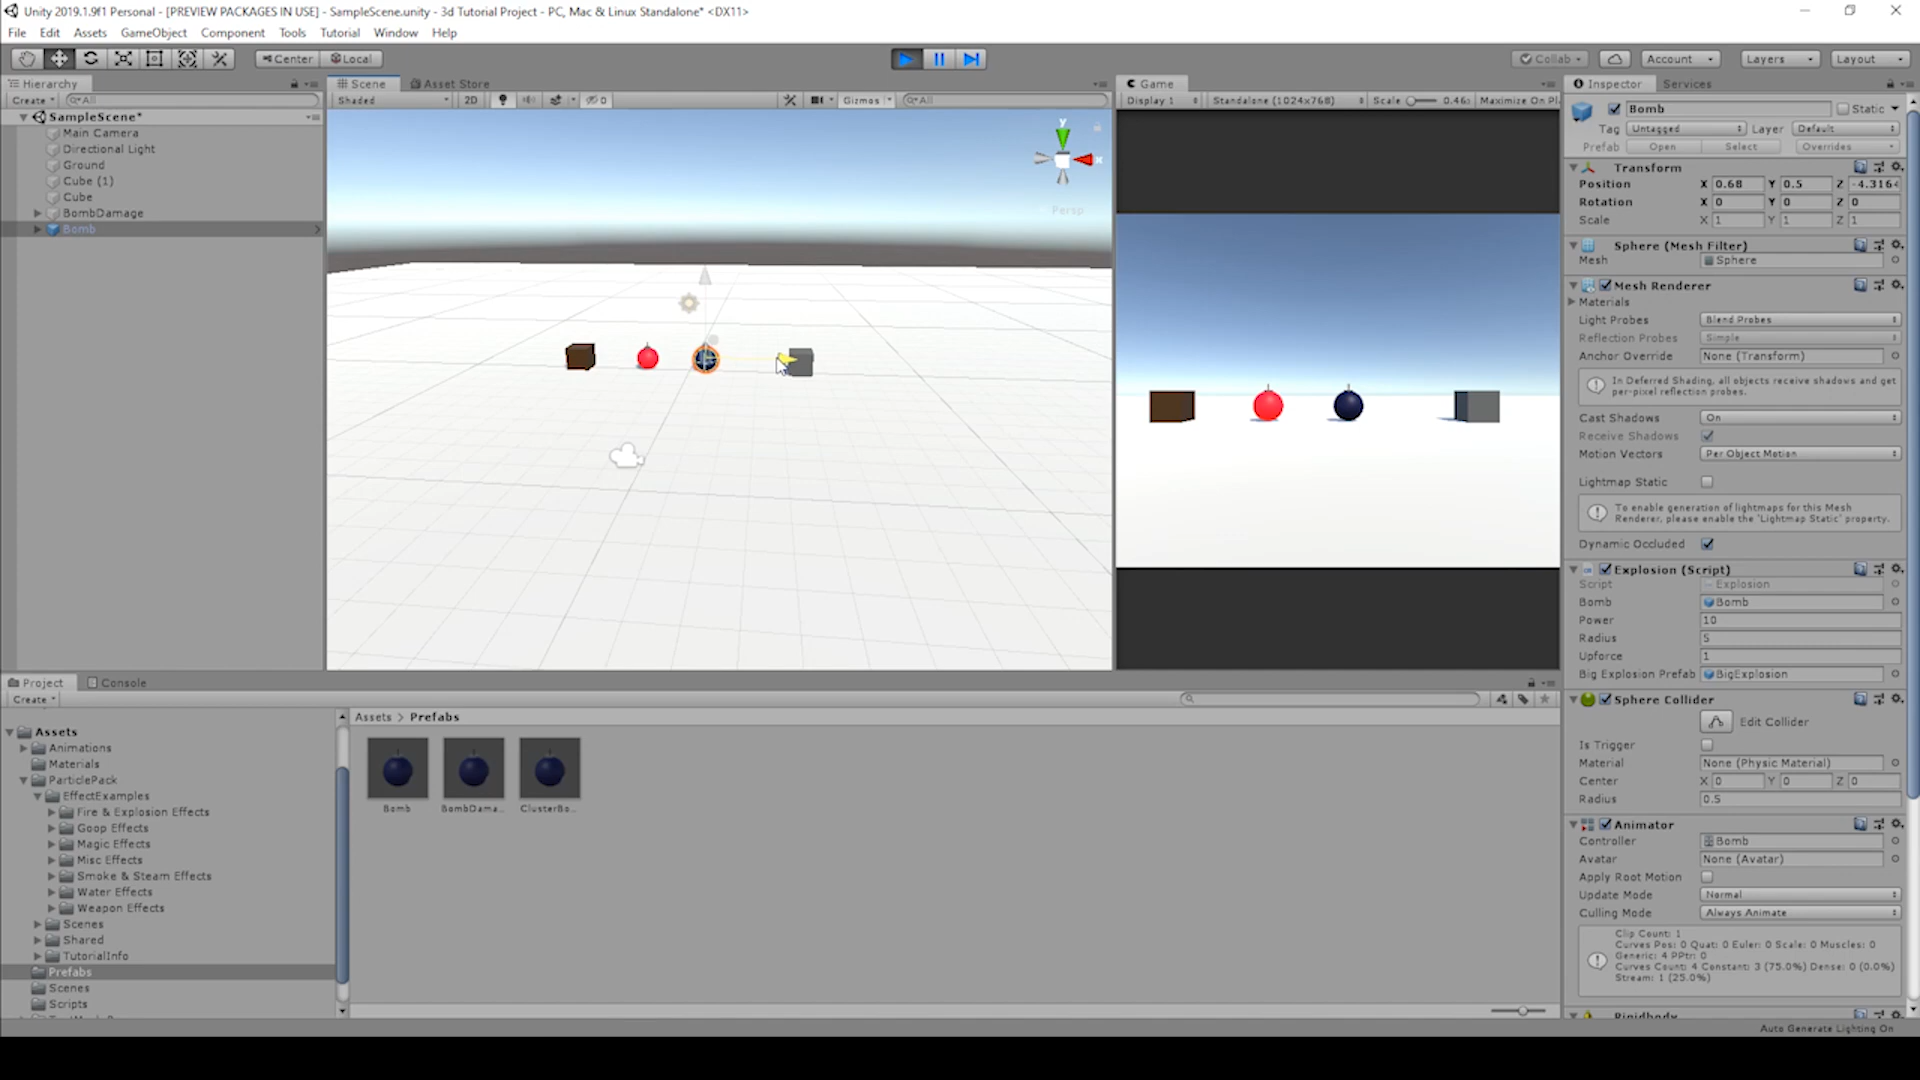 Unity 2019.1.9f1 Personal - [PREVIEW PACKAGES IN USE] - SampleScene.unity - 3d Tutorial Project - PC, Mac & Linux Standalone* <DX11>
File Edit Assets GameObject Component Tools Tutorial Window Help
Center Local Collab Account Layers Layout
Hierarchy
Create All
SampleScene*
Main Camera
Directional Light
Ground
Cube (1)
Cube
BombDamage
Bomb
Scene Asset Store
Shaded 2D 0 Gizmos All
y
x
Persp
Game
Display 1 Standalone (1024x768) Scale 0.46 Maximize On Pl
Inspector Services
Bomb Static
Tag Untagged Layer Default
Prefab Open Select Overrides
Transform
Position X 0.68 Y 0.5 Z -4.316
Rotation X 0 Y 0 Z 0
Scale X 1 Y 1 Z 1
Sphere (Mesh Filter)
Mesh Sphere
Mesh Renderer
Materials
Light Probes Blend Probes
Reflection Probes Simple
Anchor Override None (Transform)
In Deferred Shading, all objects receive shadows and get
per-pixel reflection probes.
Cast Shadows On
Receive Shadows
Motion Vectors Per Object Motion
Lightmap Static
To enable generation of lightmaps for this Mesh
Renderer, please enable the 'Lightmap Static' property.
Dynamic Occluded
Explosion (Script)
Script Explosion
Bomb Bomb
Power 10
Radius 5
Upforce 1
Big Explosion Prefab BigExplosion
Sphere Collider
Edit Collider
Is Trigger
Material None (Physic Material)
Center X 0 Y 0 Z 0
Radius 0.5
Animator
Controller Bomb
Avatar None (Avatar)
Apply Root Motion
Update Mode Normal
Culling Mode Always Animate
Clip Count: 1
Curves Pos: 0 Quat: 0 Euler: 0 Scale: 0 Muscles: 0
Generic: 4 PPtr: 0
Curves Count: 4 Constant: 3 (75.0%) Dense: 0 (0.0%)
Stream: 1 (25.0%)
Rigidbody
Project Console
Create
Assets
Animations
Materials
ParticlePack
EffectExamples
Fire & Explosion Effects
Goop Effects
Magic Effects
Misc Effects
Smoke & Steam Effects
Water Effects
Weapon Effects
Scenes
Shared
TutorialInfo
Prefabs
Scenes
Scripts
Assets > Prefabs
Bomb BombDama... ClusterBo...
Auto Generate Lighting On